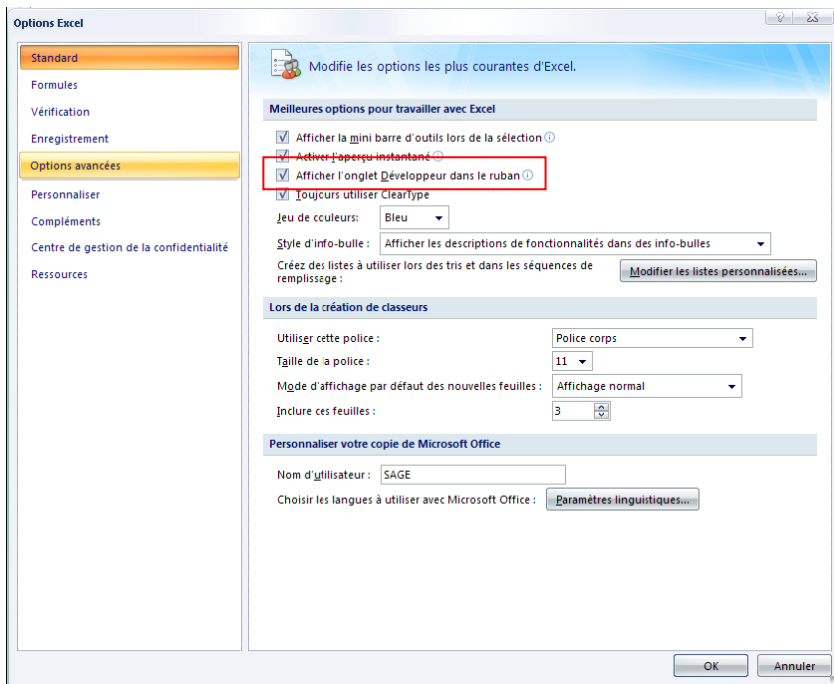 Options Excel
Standard
Formules
Vérification
Enregistrement
Options avancées
Personnaliser
Compléments
Centre de gestion de la confidentialité
Ressources
Modifie les options les plus courantes d'Excel.
Meilleures options pour travailler avec Excel
Afficher la mini barre d'outils lors de la sélection
Activer l'aperçu instantané
Afficher l'onglet Développeur dans le ruban
Toujours utiliser ClearType
Jeu de couleurs: Bleu
Style d'info-bulle : Afficher les descriptions de fonctionnalités dans des info-bulles
Créez des listes à utiliser lors des tris et dans les séquences de
remplissage :
Modifier les listes personnalisées...
Lors de la création de classeurs
Utiliser cette police : Police corps
Taille de la police : 11
Mode d'affichage par défaut des nouvelles feuilles : Affichage normal
Inclure ces feuilles : 3
Personnaliser votre copie de Microsoft Office
Nom d'utilisateur : SAGE
Choisir les langues à utiliser avec Microsoft Office : Paramètres linguistiques...
OK Annuler